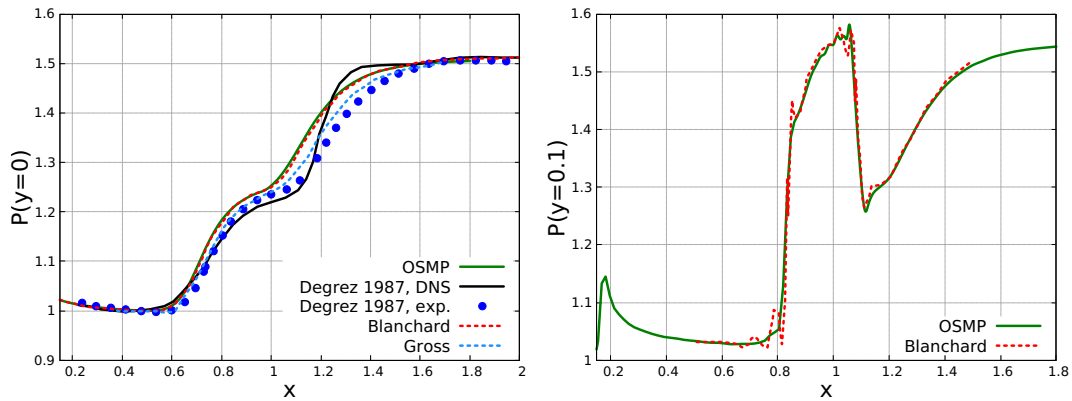 1.6
1.5
1.4
1.3
1.2
1.1
1
0.9
P(y=0)
OSMP
Degrez 1987, DNS
Degrez 1987, exp.
Blanchard
Gross
0.2 0.4 0.6 0.8 1.0 1.2 1.4 1.6 1.8 2
x
1.6
1.5
1.4
1.3
1.2
1.1
1
P(y=0.1)
OSMP
Blanchard
0.2 0.4 0.6 0.8 1.0 1.2 1.4 1.6 1.8
x